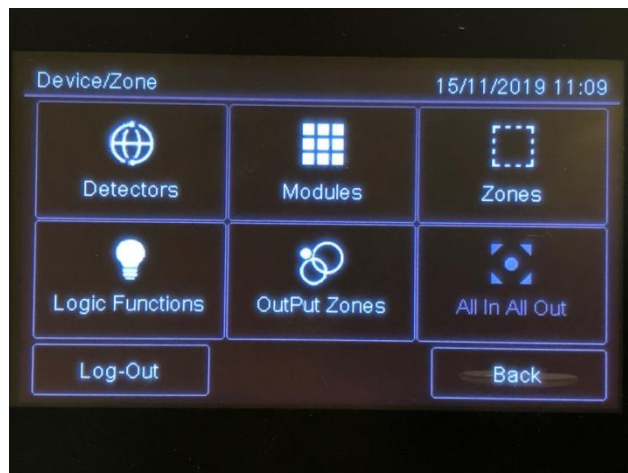 Device/Zone 15/11/2019 11:09
Detectors Modules Zones
Logic Functions OutPut Zones All In All Out
Log-Out Back